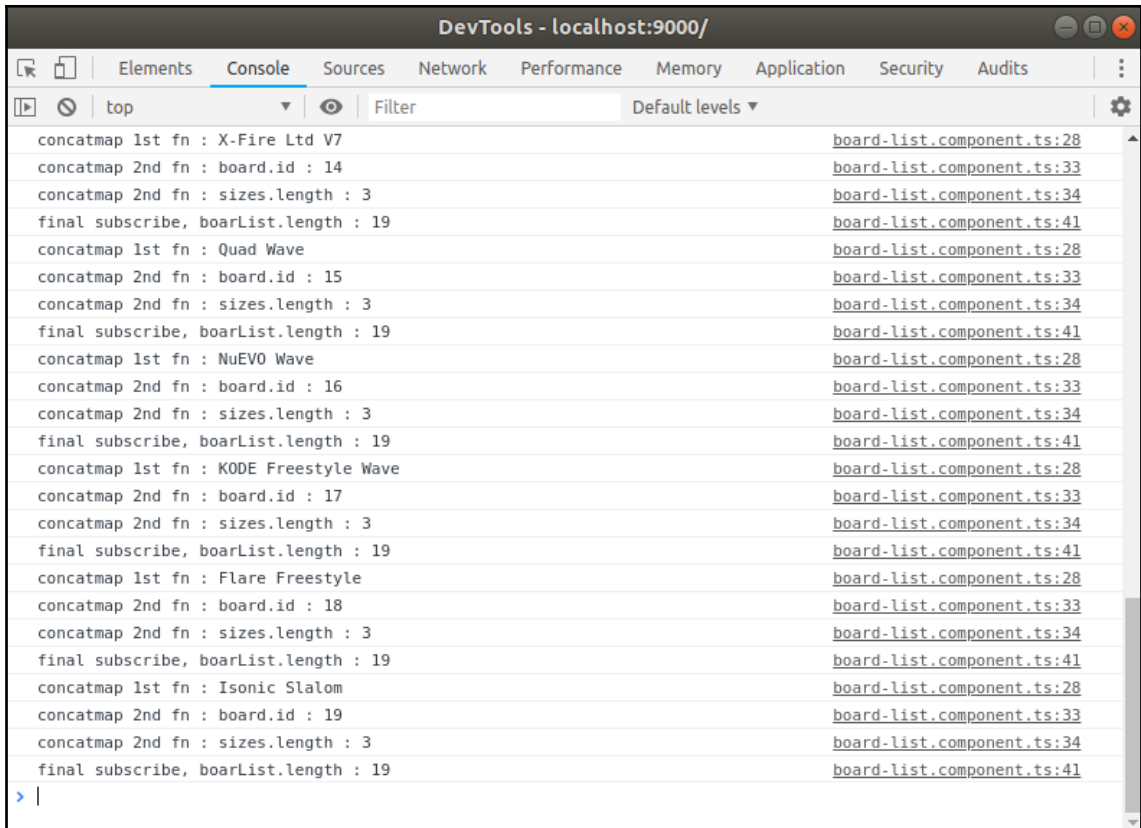 DevTools - localhost:9000/
Elements Console Sources Network Performance Memory Application Security Audits
top Filter Default levels
concatmap 1st fn : X-Fire Ltd V7 board-list.component.ts:28
concatmap 2nd fn : board.id : 14 board-list.component.ts:33
concatmap 2nd fn : sizes.length : 3 board-list.component.ts:34
final subscribe, boarList.length : 19 board-list.component.ts:41
concatmap 1st fn : Quad Wave board-list.component.ts:28
concatmap 2nd fn : board.id : 15 board-list.component.ts:33
concatmap 2nd fn : sizes.length : 3 board-list.component.ts:34
final subscribe, boarList.length : 19 board-list.component.ts:41
concatmap 1st fn : NuEVO Wave board-list.component.ts:28
concatmap 2nd fn : board.id : 16 board-list.component.ts:33
concatmap 2nd fn : sizes.length : 3 board-list.component.ts:34
final subscribe, boarList.length : 19 board-list.component.ts:41
concatmap 1st fn : KODE Freestyle Wave board-list.component.ts:28
concatmap 2nd fn : board.id : 17 board-list.component.ts:33
concatmap 2nd fn : sizes.length : 3 board-list.component.ts:34
final subscribe, boarList.length : 19 board-list.component.ts:41
concatmap 1st fn : Flare Freestyle board-list.component.ts:28
concatmap 2nd fn : board.id : 18 board-list.component.ts:33
concatmap 2nd fn : sizes.length : 3 board-list.component.ts:34
final subscribe, boarList.length : 19 board-list.component.ts:41
concatmap 1st fn : Isonic Slalom board-list.component.ts:28
concatmap 2nd fn : board.id : 19 board-list.component.ts:33
concatmap 2nd fn : sizes.length : 3 board-list.component.ts:34
final subscribe, boarList.length : 19 board-list.component.ts:41